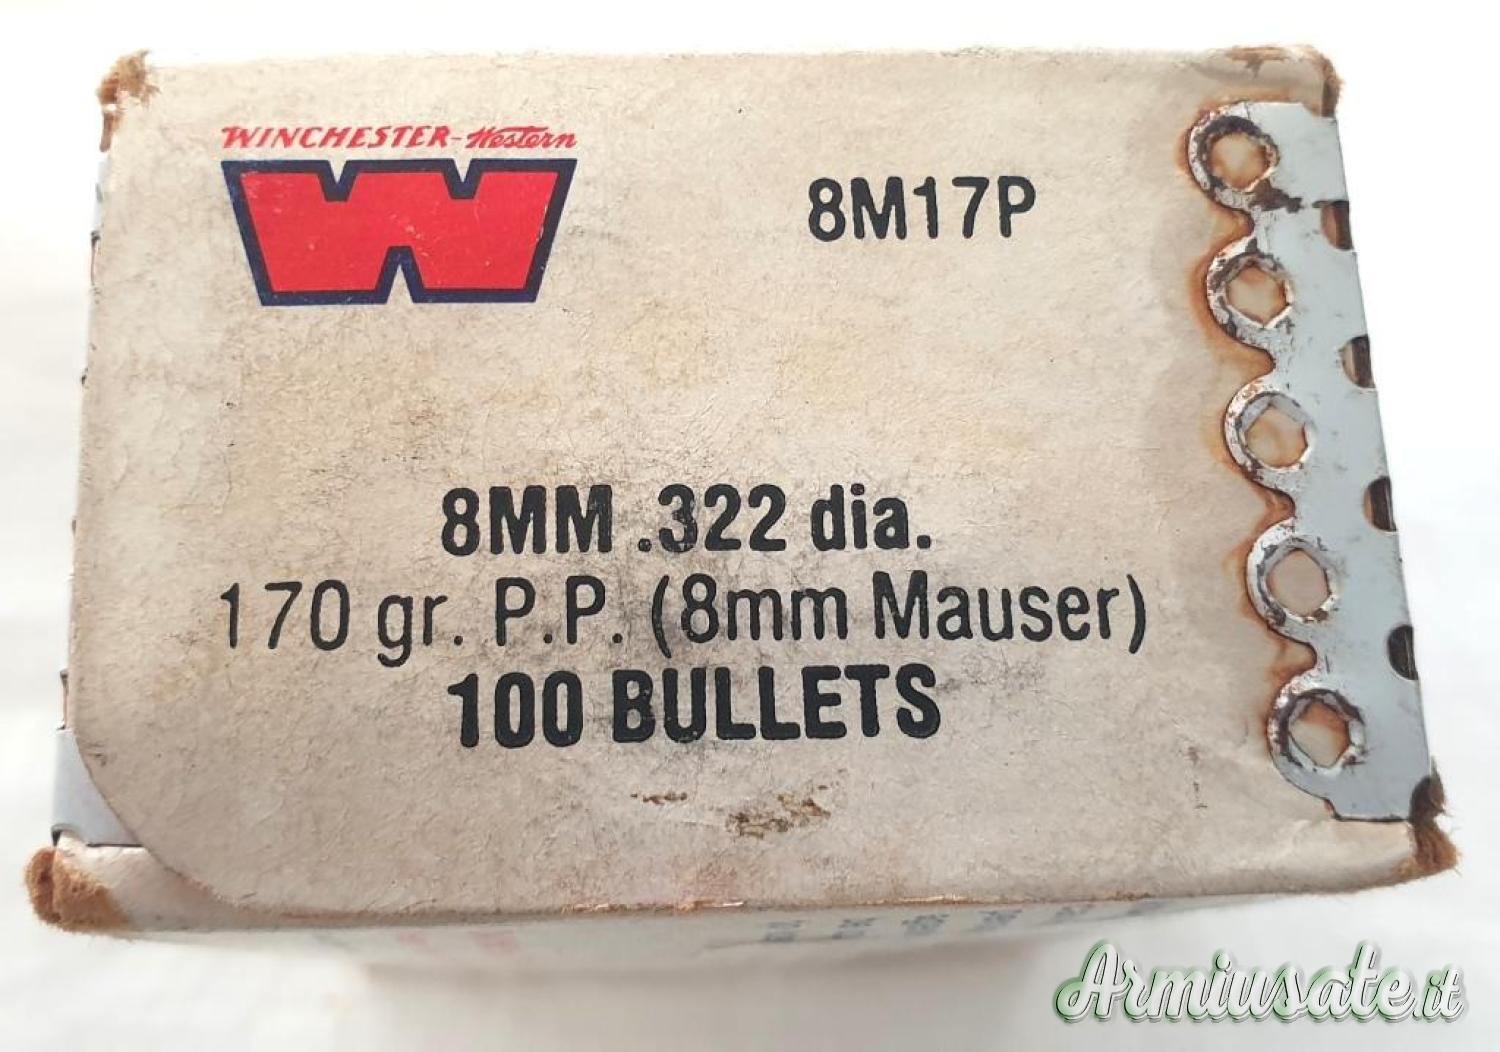 WINCHESTER-Western
8M17P
8MM .322 dia.
170 gr. P.P. (8mm Mauser)
100 BULLETS
Armiusate.it